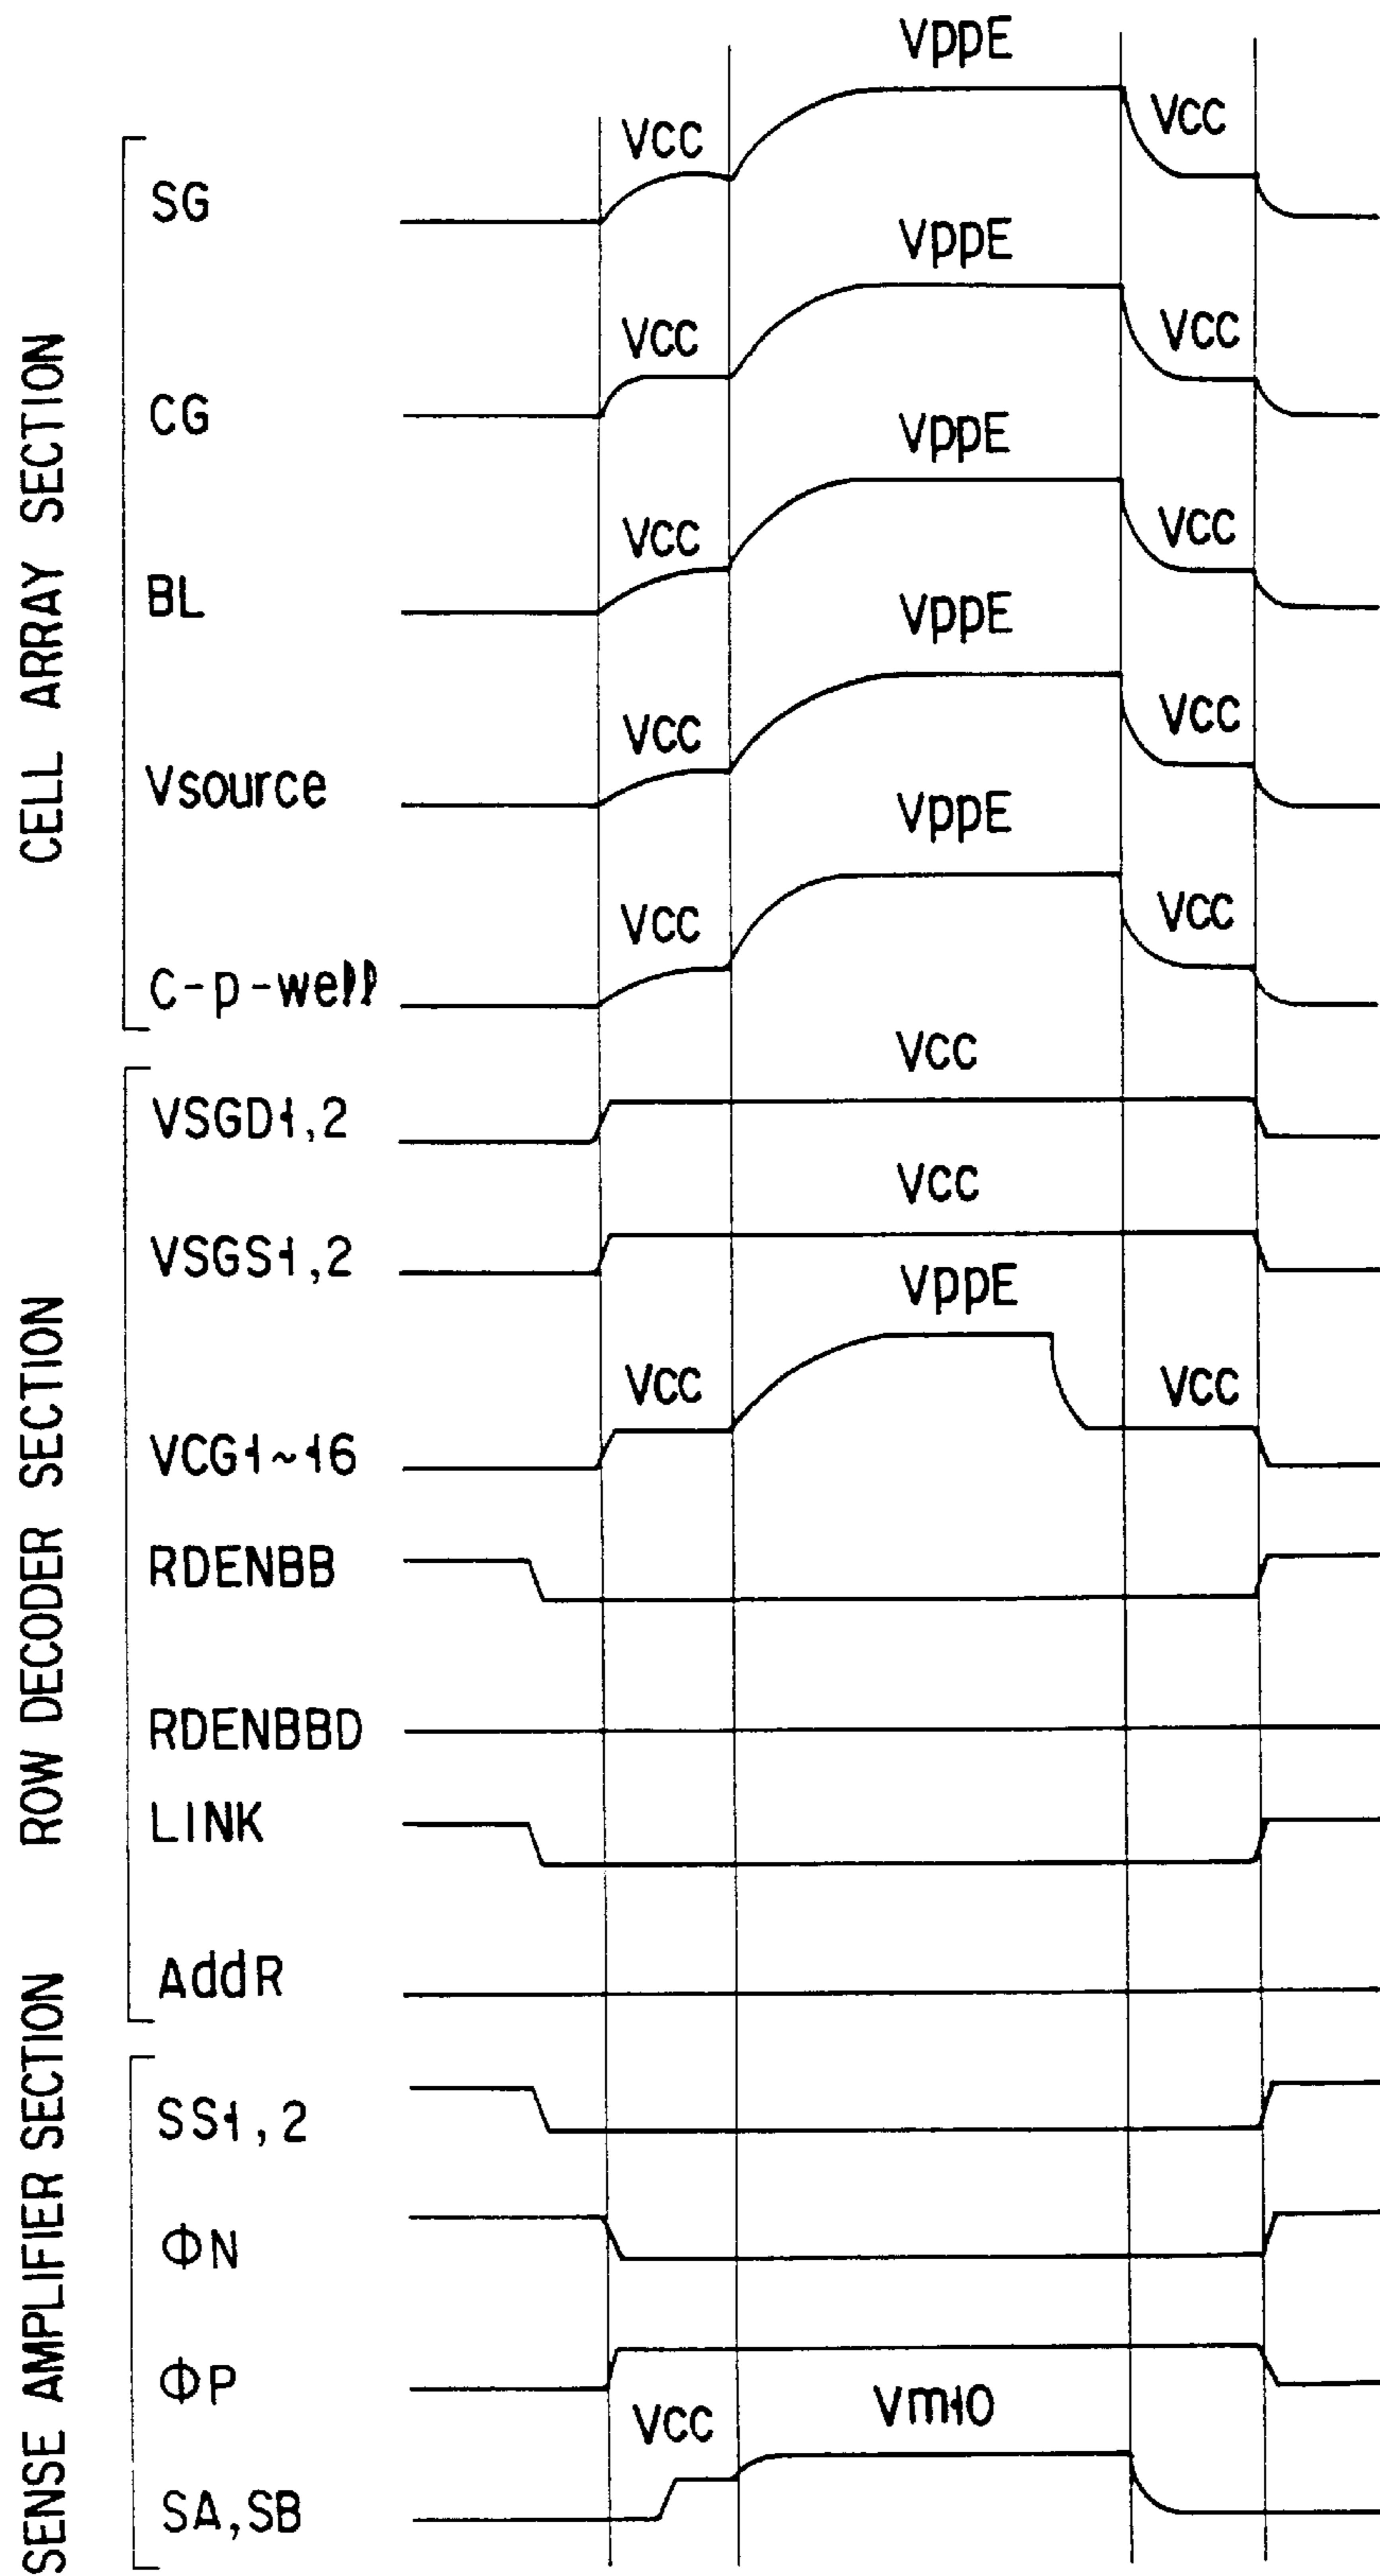 VppE
VCC
VCC
SG
VppE
VCC
VCC
CG
VppE
VCC
VCC
BL
VppE
VCC
VCC
Vsource
VppE
VCC
VCC
C-p-well
CELL ARRAY SECTION
VCC
VSGD1,2
VCC
VSGS1,2
VppE
VCC
VCC
VCG1~16
RDENBB
RDENBBD
LINK
AddR
ROW DECODER SECTION
SS1,2
ΦN
ΦP
VCC
Vm10
SA,SB
SENSE AMPLIFIER SECTION